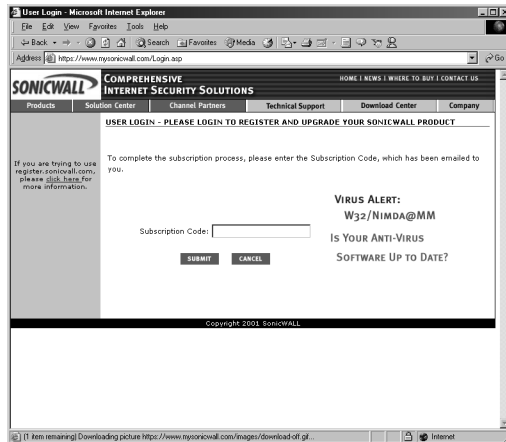 User Login - Microsoft Internet Explorer
File Edit View Favorites Tools Help
Back Search Favorites Media
Address https://www.mysonicwall.com/Login.asp Go
SONICWALL
COMPREHENSIVE
INTERNET SECURITY SOLUTIONS
HOME | NEWS | WHERE TO BUY | CONTACT US
Products Solution Center Channel Partners Technical Support Download Center Company
USER LOGIN - PLEASE LOGIN TO REGISTER AND UPGRADE YOUR SONICWALL PRODUCT
If you are trying to use
register.sonicwall.com,
please click here for
more information.
To complete the subscription process, please enter the Subscription Code, which has been emailed to
you.
Subscription Code:
SUBMIT CANCEL
VIRUS ALERT:
W32/NIMDA@MM
IS YOUR ANTI-VIRUS
SOFTWARE UP TO DATE?
Copyright 2001 SonicWALL
(1 item remaining) Downloading picture https://www.mysonicwall.com/images/download-off.gif... Internet